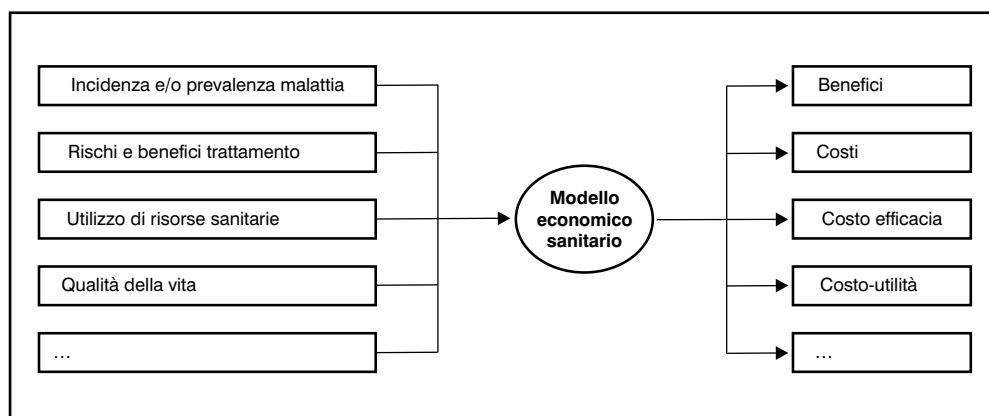 Incidenza e/o prevalenza malattia
Rischi e benefici trattamento
Utilizzo di risorse sanitarie
Qualità della vita
…
Modello
economico
sanitario
Benefici
Costi
Costo efficacia
Costo-utilità
…